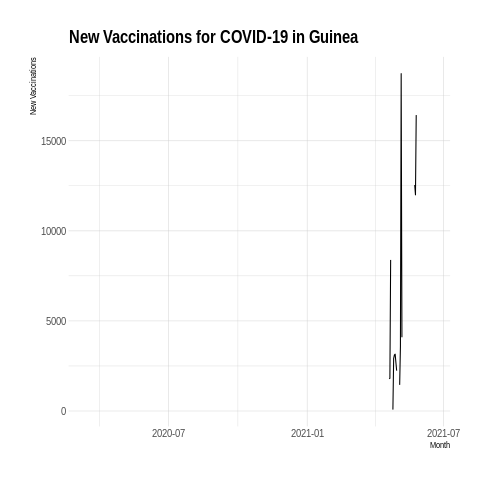 New Vaccinations for COVID-19 in Guinea
New Vaccinations
15000
10000
5000
0
2020-07
2021-01
2021-07
Month